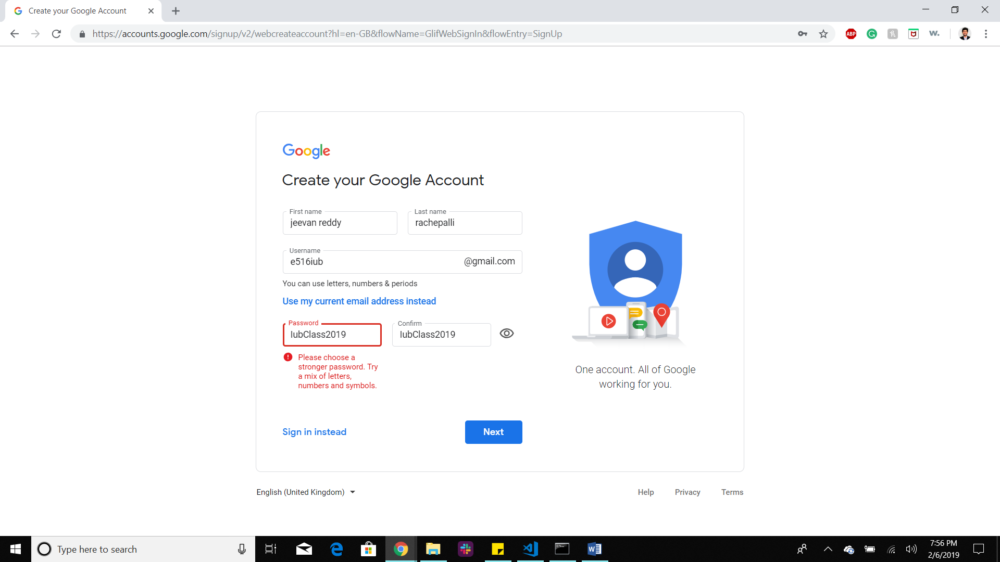 Create your Google Account
https://accounts.google.com/signup/v2/webcreateaccount?hl=en-GB&flowName=GlifWebSignIn&flowEntry=SignUp
ABP
w.
Google
Create your Google Account
First name
Last name
jeevan reddy
rachepalli
Username
e516iub
@gmail.com
You can use letters, numbers & periods
Use my current email address instead
Password
Confirm
IubClass2019
IubClass2019
Please choose a
stronger password. Try
a mix of letters,
numbers and symbols.
One account. All of Google
working for you.
Sign in instead
Next
English (United Kingdom)
Help
Privacy
Terms
Type here to search
7:56 PM
2/6/2019